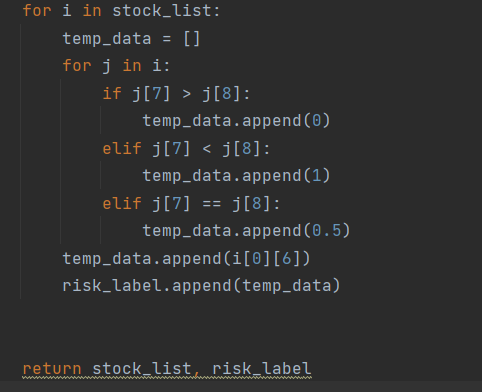 for i in stock_list:
    temp_data = []
    for j in i:
        if j[7] > j[8]:
            temp_data.append(0)
        elif j[7] < j[8]:
            temp_data.append(1)
        elif j[7] == j[8]:
            temp_data.append(0.5)
    temp_data.append(i[0][6])
    risk_label.append(temp_data)
return stock_list, risk_label